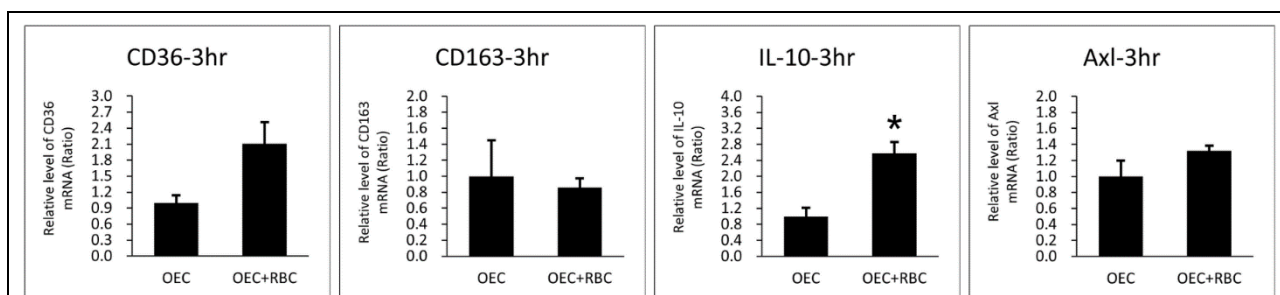 CD36-3hr
Relative level of CD36
mRNA (Ratio)
3.0
2.7
2.4
2.1
1.8
1.5
1.2
0.9
0.6
0.3
0.0
OEC
OEC+RBC
CD163-3hr
Relative level of CD163
mRNA (Ratio)
2.0
1.8
1.6
1.4
1.2
1.0
0.8
0.6
0.4
0.2
0.0
OEC
OEC+RBC
IL-10-3hr
Relative level of IL-10
mRNA (Ratio)
4.0
3.6
3.2
2.8
2.4
2.0
1.6
1.2
0.8
0.4
0.0
*
OEC
OEC+RBC
Axl-3hr
Relative level of Axl
mRNA (Ratio)
2.0
1.8
1.6
1.4
1.2
1.0
0.8
0.6
0.4
0.2
0.0
OEC
OEC+RBC